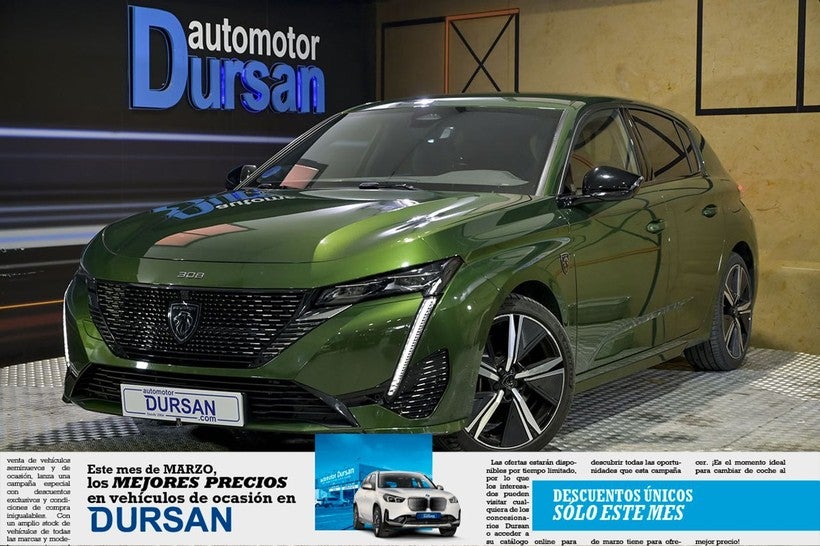 automotor
Dursan
308
automotor
DURSAN
.com
venta de vehículos
seminuevos y de
ocasión, lanza una
campaña especial
con descuentos
exclusivos y condi-
ciones de compra
inigualables. Con
un amplio stock de
vehículos de todas
las marcas y mode-
Este mes de MARZO,
los MEJORES PRECIOS
en vehículos de ocasión en
DURSAN
automotor Dursan
Las ofertas estarán dispo-
nibles por tiempo limitado,
por lo que
los interesa-
dos pueden
visitar cual-
quiera de los
concesiona-
rios Dursan
o acceder a
su catálogo
online para
descubrir todas las oportu-
nidades que esta campaña
de marzo tiene para ofre-
cer. ¡Es el momento ideal
para cambiar de coche al
mejor precio!
DESCUENTOS ÚNICOS
SÓLO ESTE MES